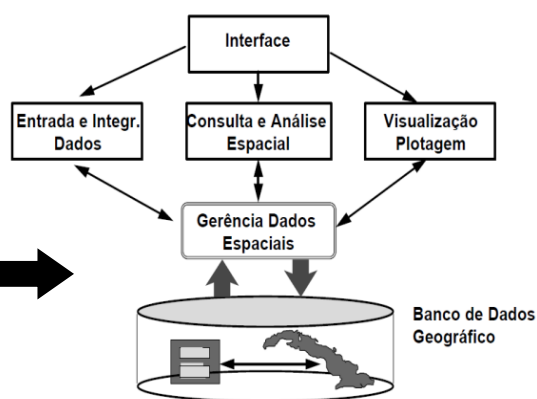 Interface
Entrada e Integr.
Dados
Consulta e Análise
Espacial
Visualização
Plotagem
Gerência Dados
Espaciais
Banco de Dados
Geográfico